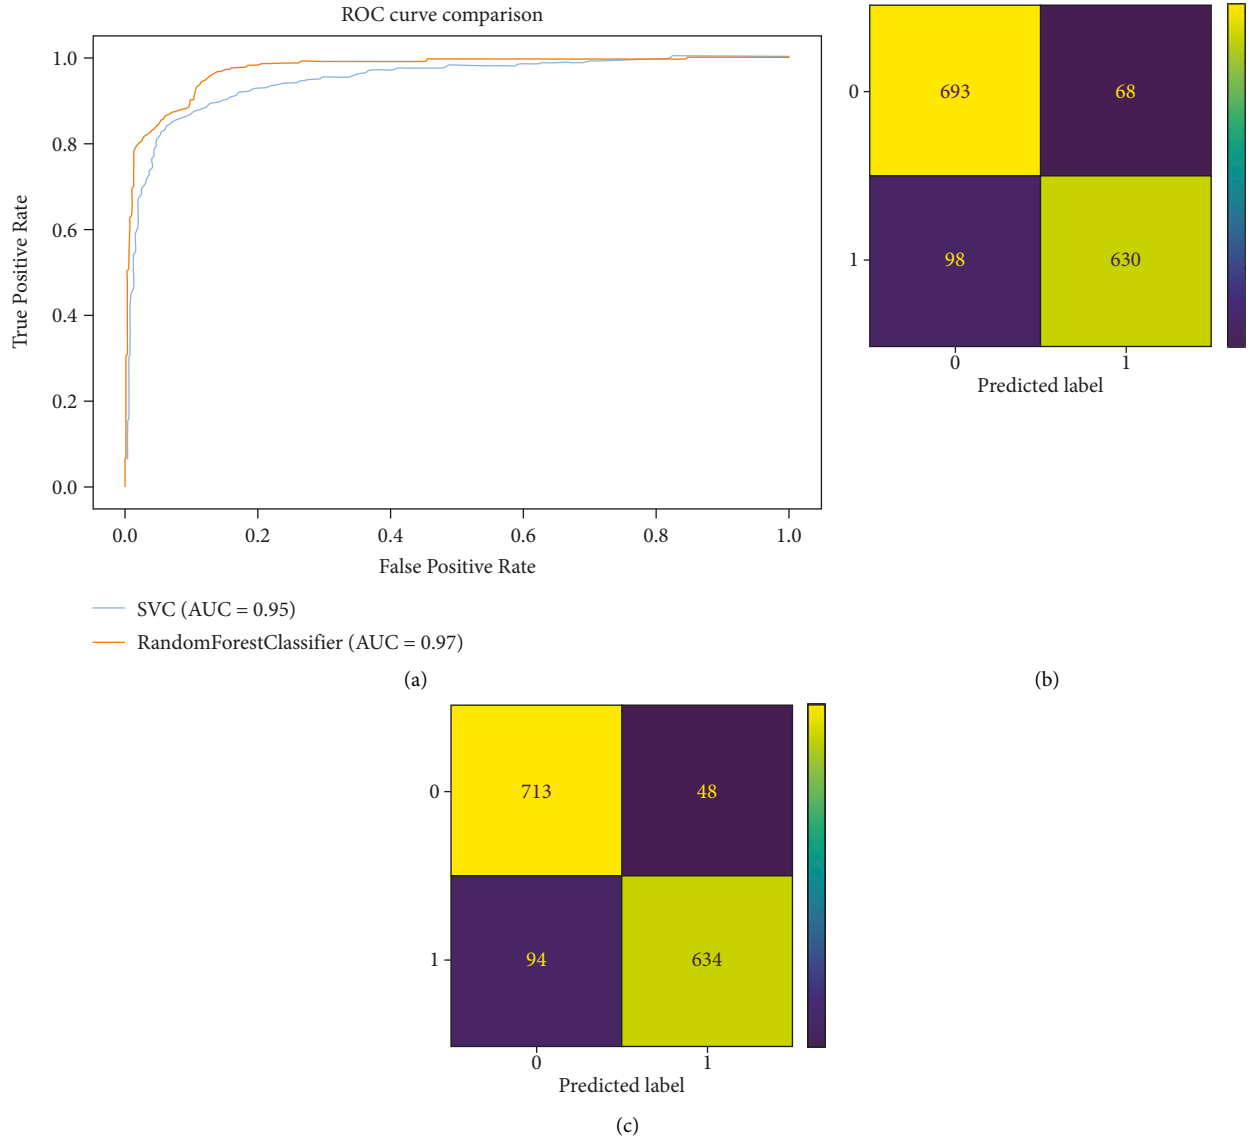 ROC curve comparison
1.0
0.8
0.6
0.4
0.2
0.0
True Positive Rate
0.0 0.2 0.4 0.6 0.8 1.0
False Positive Rate
SVC (AUC = 0.95)
RandomForestClassifier (AUC = 0.97)
(a)
0 693 68
1 98 630
0 1
Predicted label
(b)
0 713 48
1 94 634
0 1
Predicted label
(c)